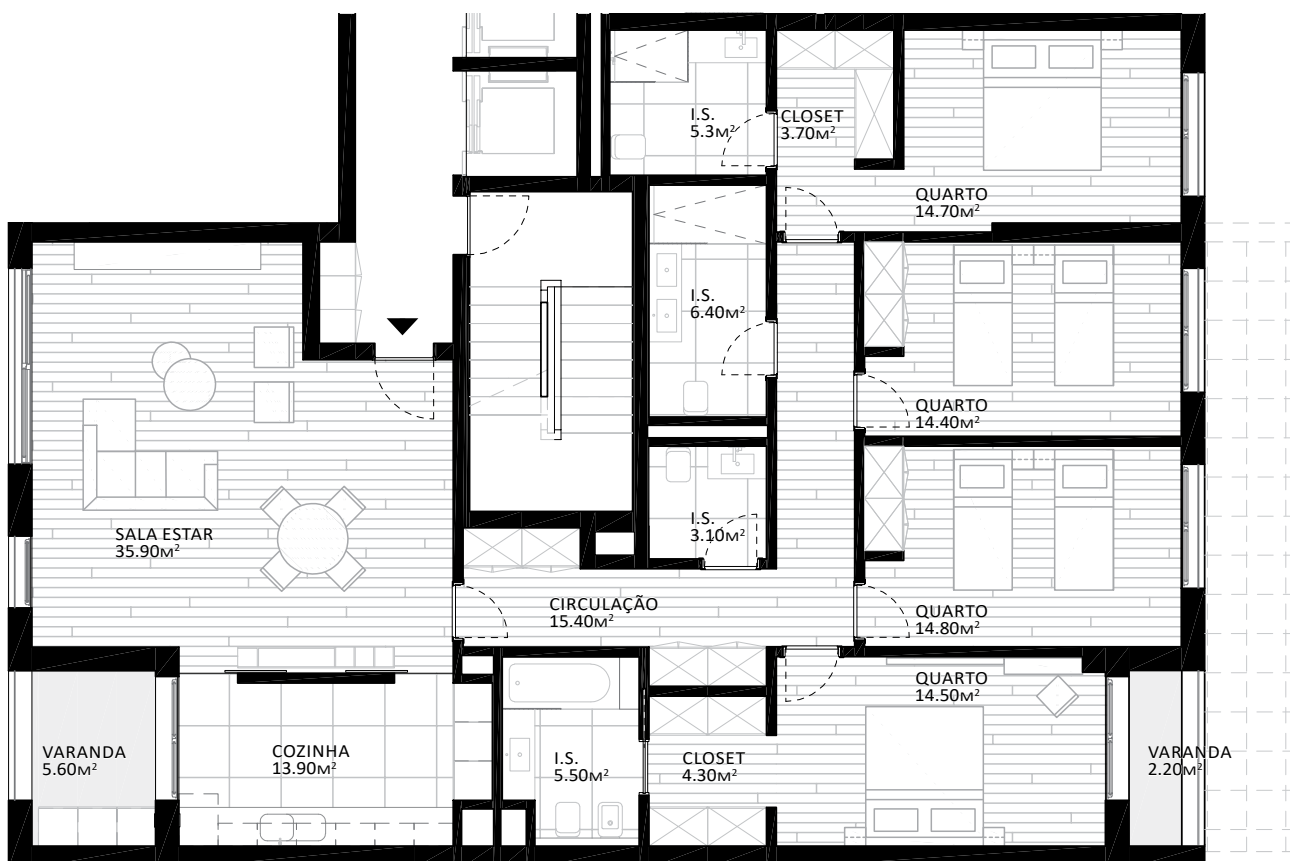 I.S.
5.3M²
CLOSET
3.70M²
QUARTO
14.70M²
I.S.
6.40M²
QUARTO
14.40M²
I.S.
3.10M²
SALA ESTAR
35.90M²
CIRCULAÇÃO
15.40M²
QUARTO
14.80M²
QUARTO
14.50M²
VARANDA
5.60M²
COZINHA
13.90M²
I.S.
5.50M²
CLOSET
4.30M²
VARANDA
2.20M²